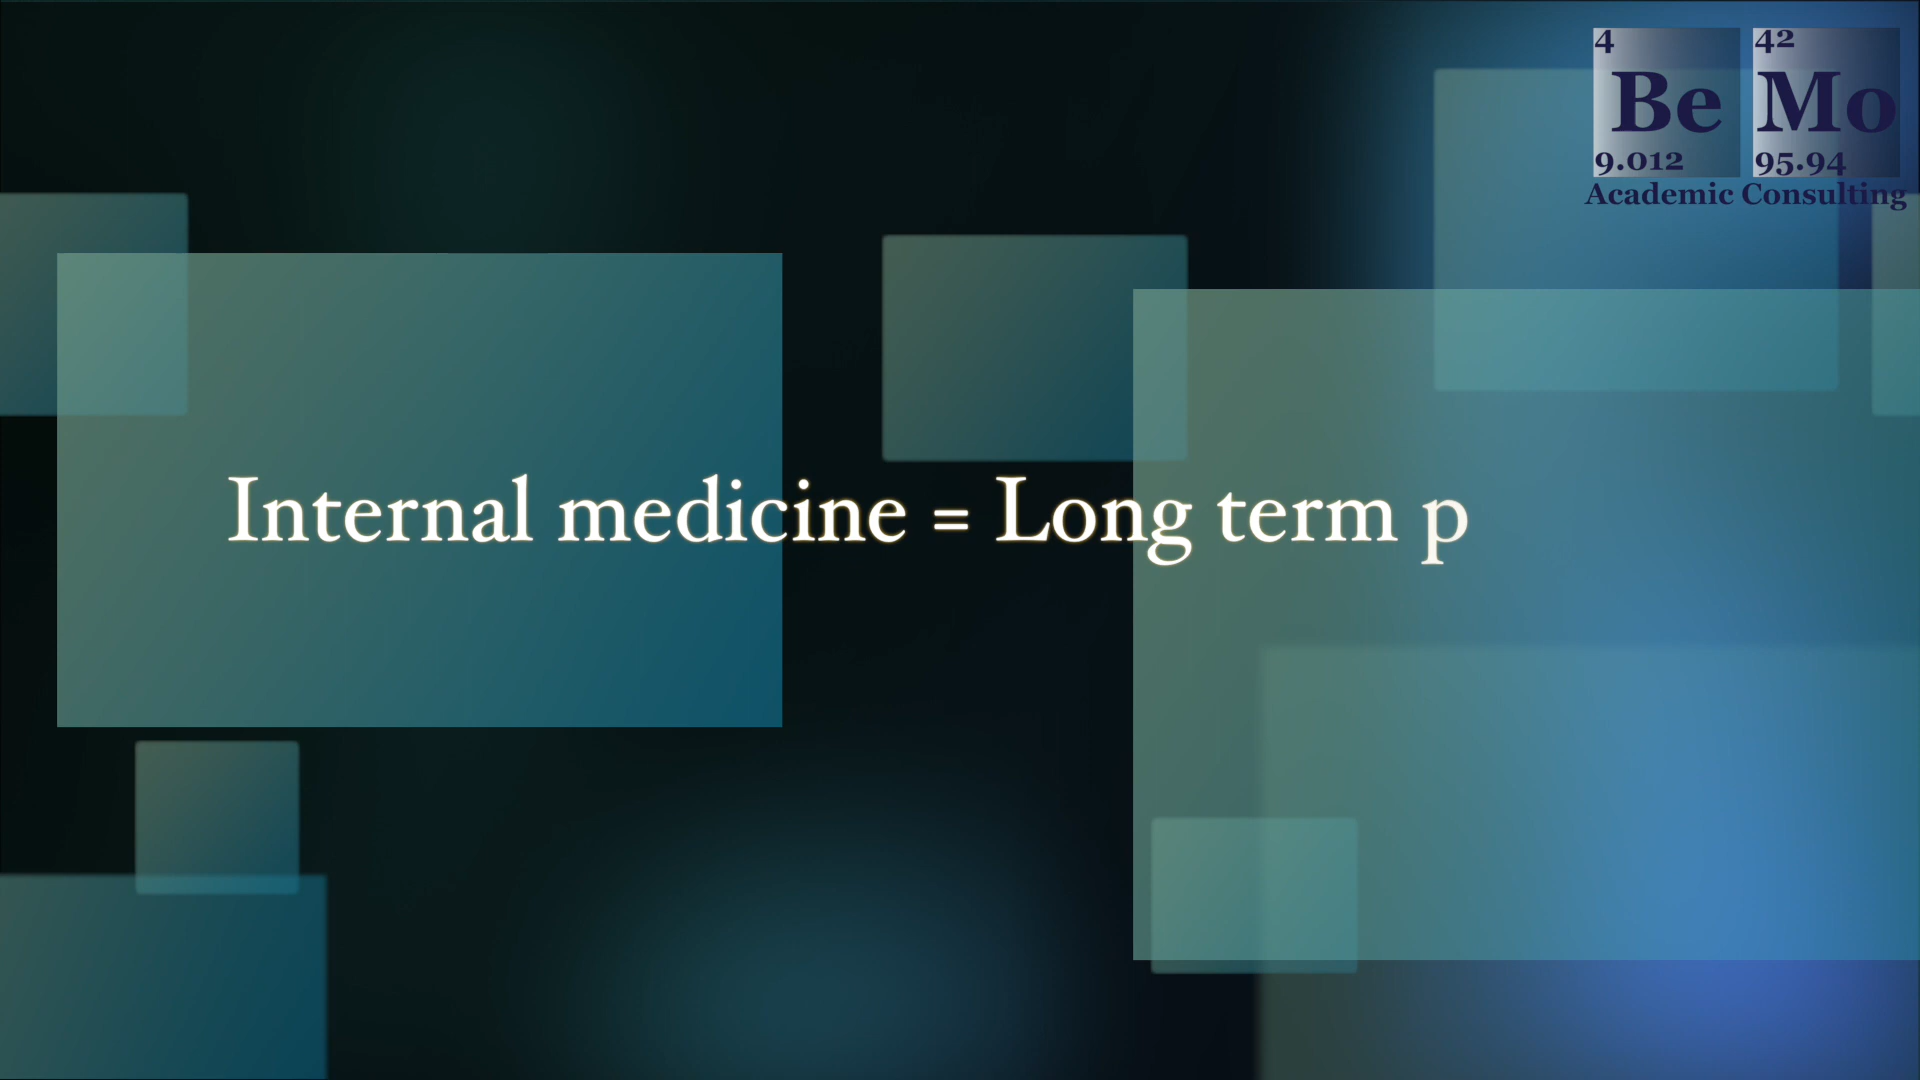 4 42
Be Mo
9.012 95.94
Academic Consulting
Internal medicine = Long term p